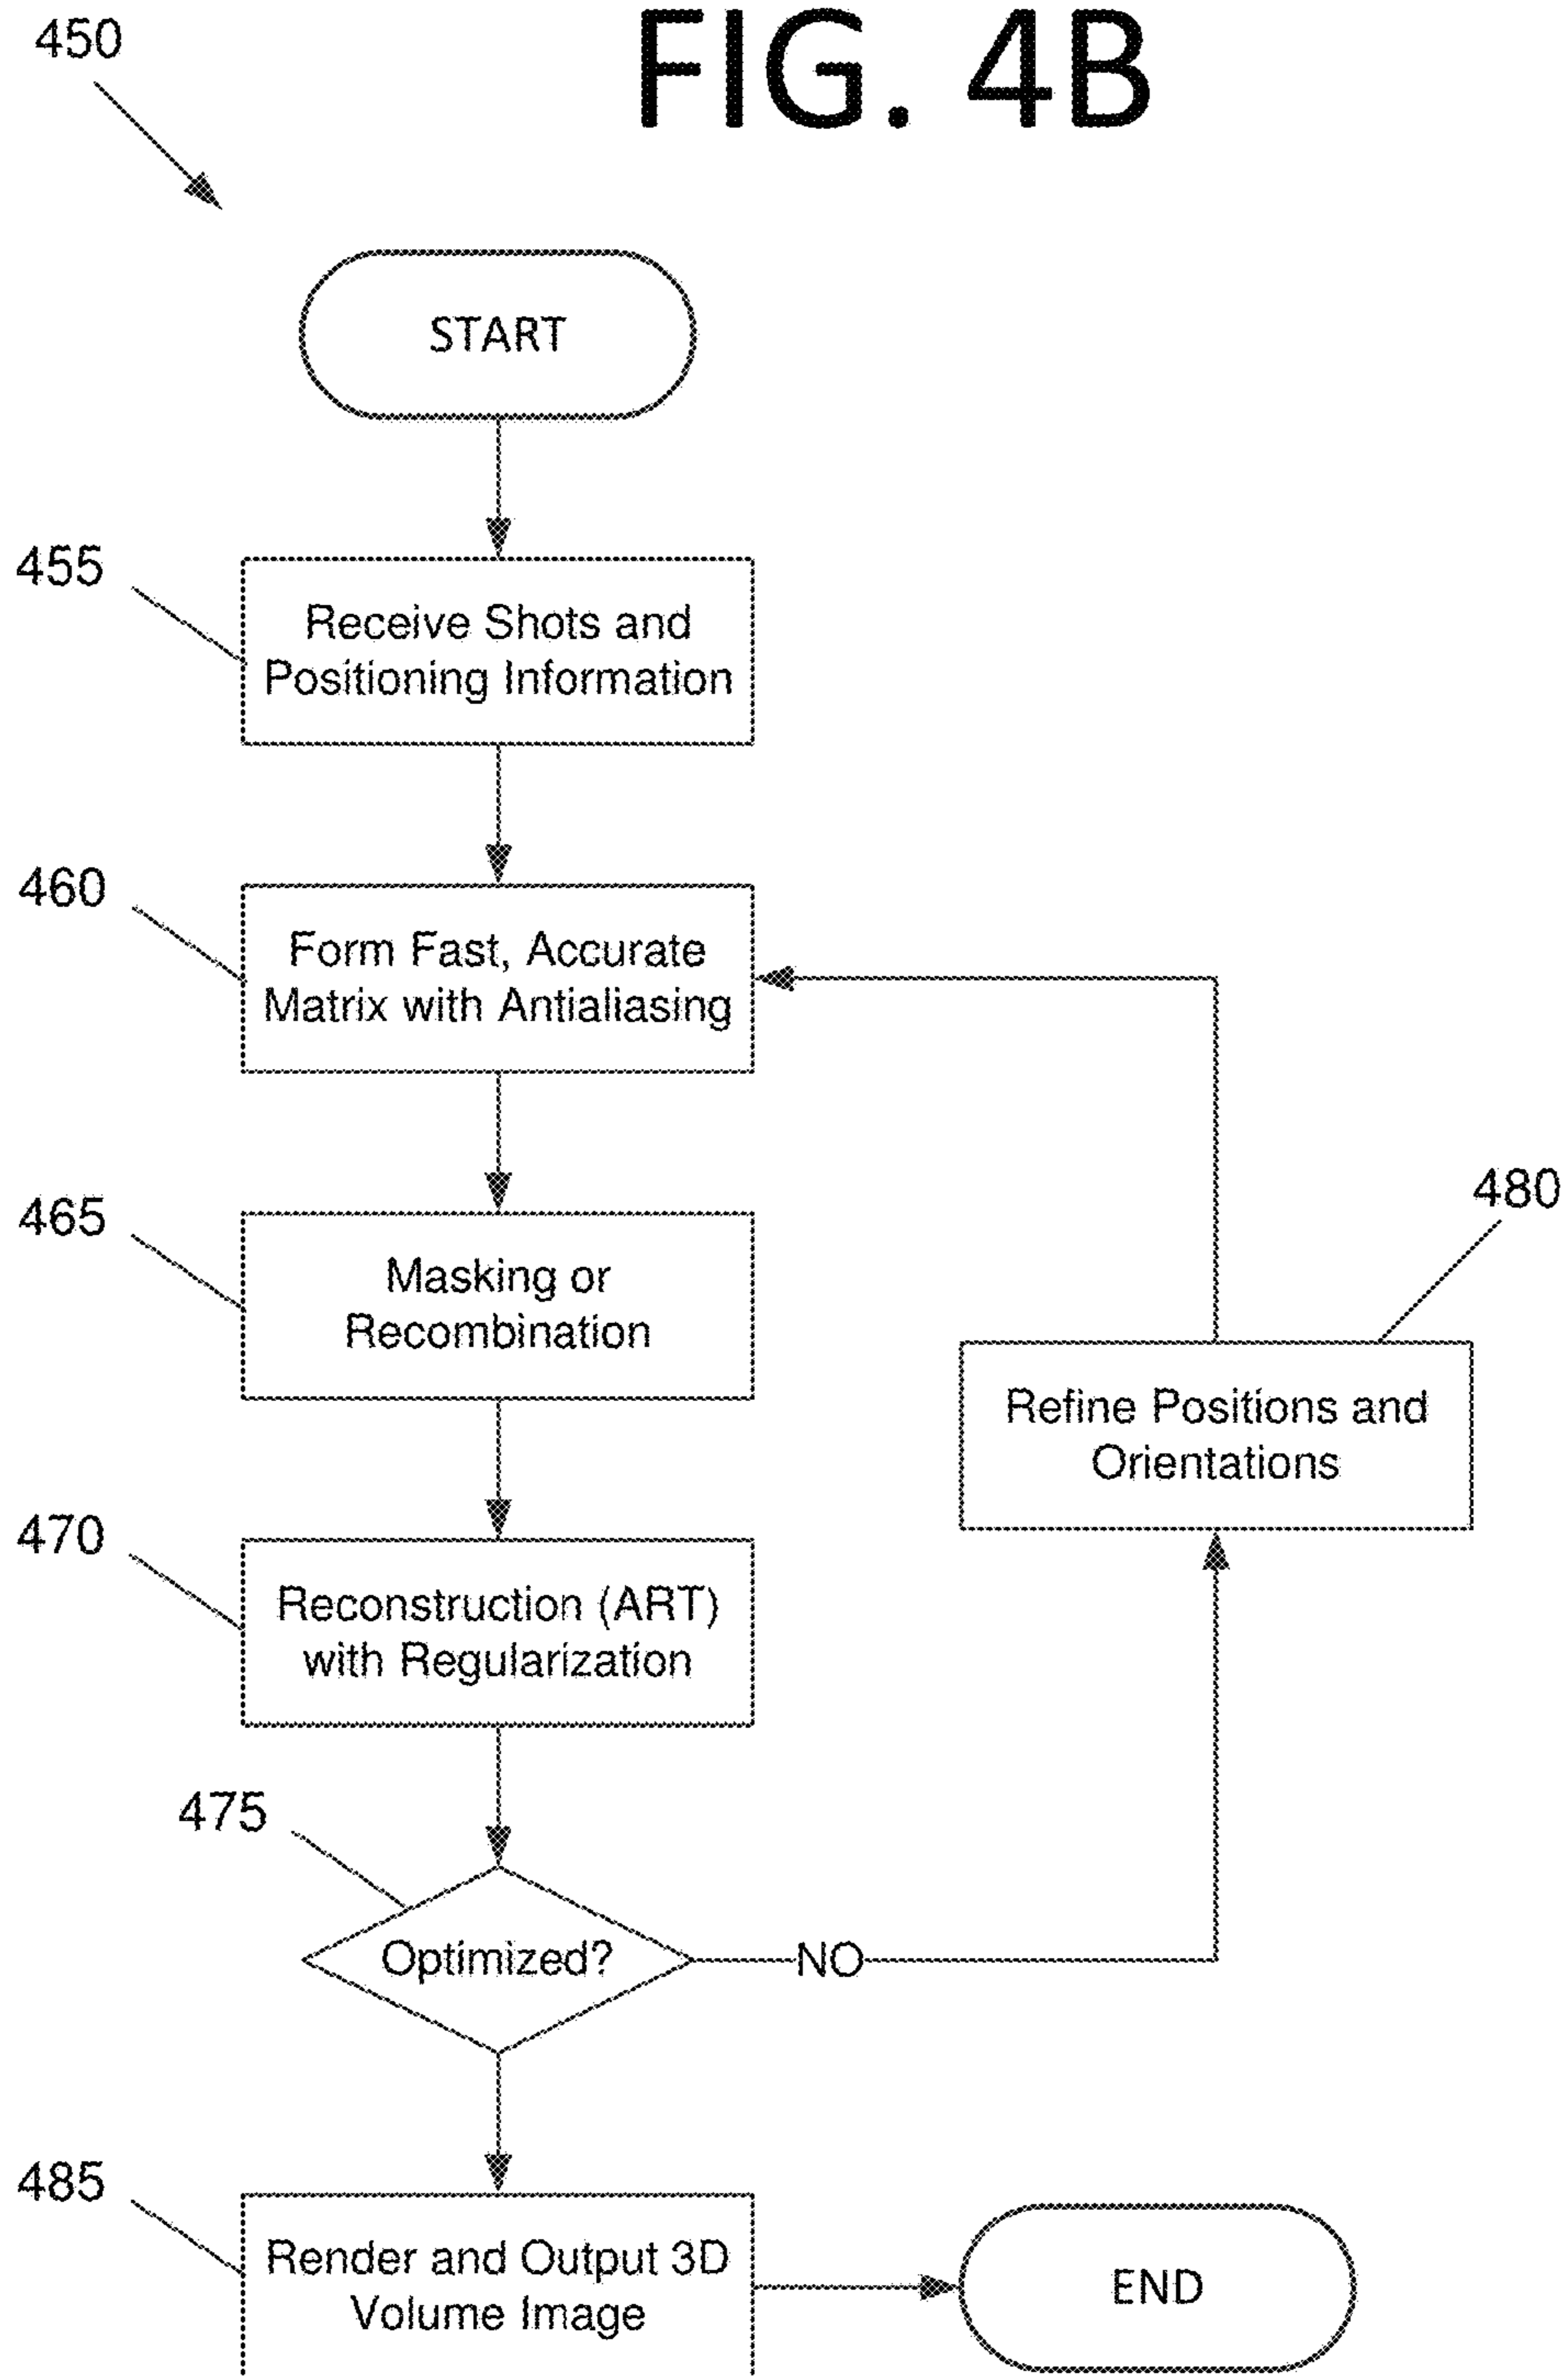 FIG. 4B
450
START
455
Receive Shots and
Positioning Information
460
Form Fast, Accurate
Matrix with Antialiasing
465
Masking or
Recombination
480
Refine Positions and
Orientations
470
Reconstruction (ART)
with Regularization
475
Optimized?
NO
485
Render and Output 3D
Volume Image
END